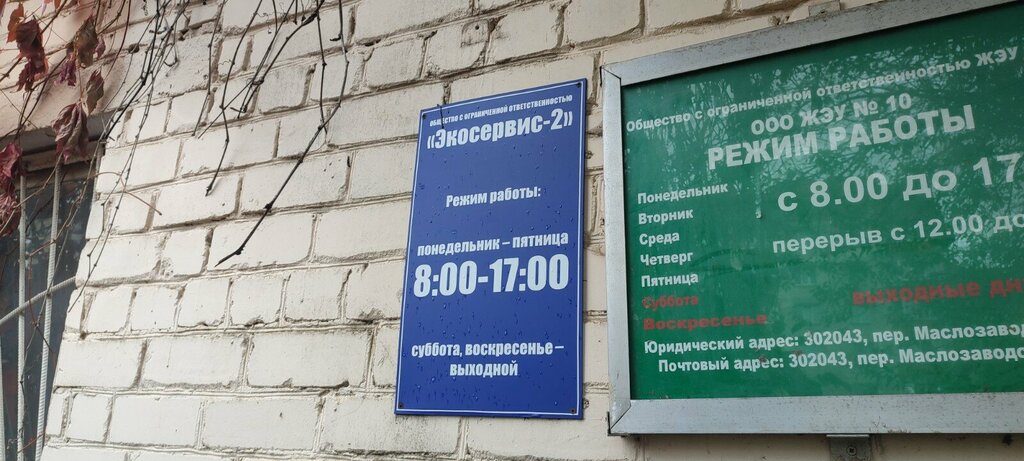 ОБЩЕСТВО С ОГРАНИЧЕННОЙ ОТВЕТСТВЕННОСТЬЮ
«Экосервис-2»
Режим работы:
понедельник – пятница
8:00-17:00
суббота, воскресенье –
выходной
Общество с ограниченной ответственностью ЖЭУ
ООО ЖЭУ № 10
РЕЖИМ РАБОТЫ
Понедельник
Вторник
Среда
Четверг
Пятница
с 8.00 до 17
перерыв с 12.00 до
Суббота
Воскресенье
выходные дн
Юридический адрес: 302043, пер. Маслозавод
Почтовый адрес: 302043, пер. Маслозаводс